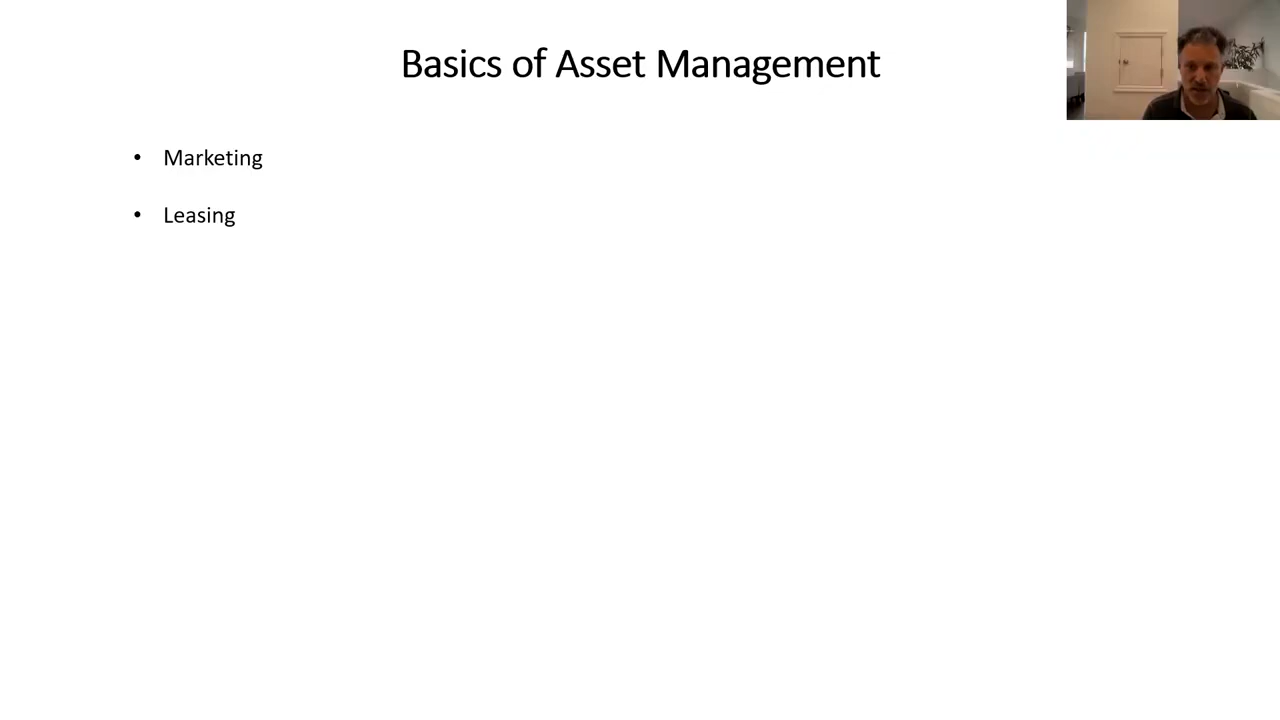 Basics of Asset Management
• Marketing
• Leasing